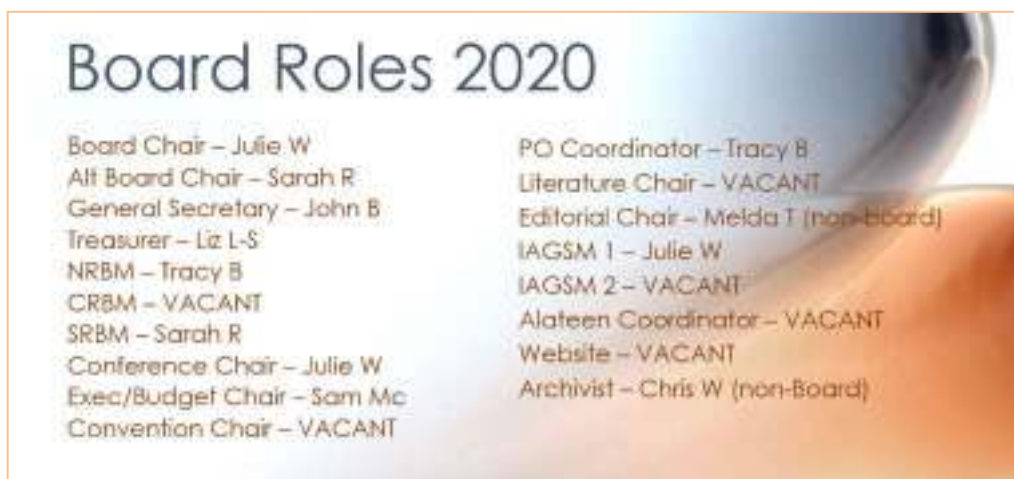 Board Roles 2020
Board Chair – Julie W
Alt Board Chair – Sarah R
General Secretary – John B
Treasurer – Liz L-S
NRBM – Tracy B
CRBM – VACANT
SRBM – Sarah R
Conference Chair – Julie W
Exec/Budget Chair – Sam Mc
Convention Chair – VACANT
PO Coordinator – Tracy B
Literature Chair – VACANT
Editorial Chair – Melda T (non-board)
IAGSM 1 – Julie W
IAGSM 2 – VACANT
Alateen Coordinator – VACANT
Website – VACANT
Archivist – Chris W (non-Board)